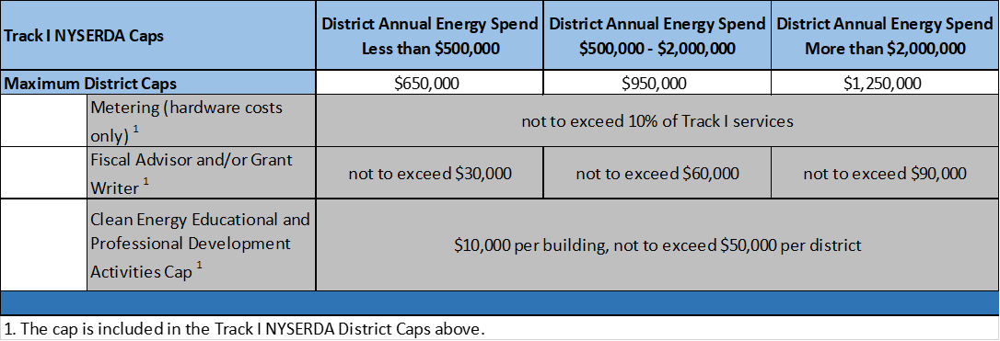 Track I NYSERDA Caps
District Annual Energy Spend
Less than $500,000
District Annual Energy Spend
$500,000 - $2,000,000
District Annual Energy Spend
More than $2,000,000
Maximum District Caps
$650,000
$950,000
$1,250,000
Metering (hardware costs
only) 1
not to exceed 10% of Track I services
Fiscal Advisor and/or Grant
Writer 1
not to exceed $30,000
not to exceed $60,000
not to exceed $90,000
Clean Energy Educational and
Professional Development
Activities Cap 1
$10,000 per building, not to exceed $50,000 per district
1. The cap is included in the Track I NYSERDA District Caps above.